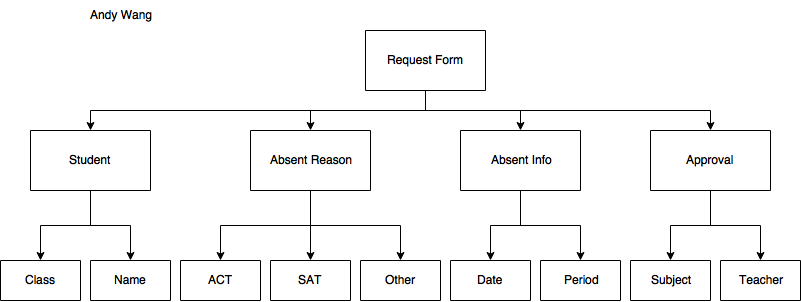 Andy Wang
Request Form
Student
Absent Reason
Absent Info
Approval
Class
Name
ACT
SAT
Other
Date
Period
Subject
Teacher